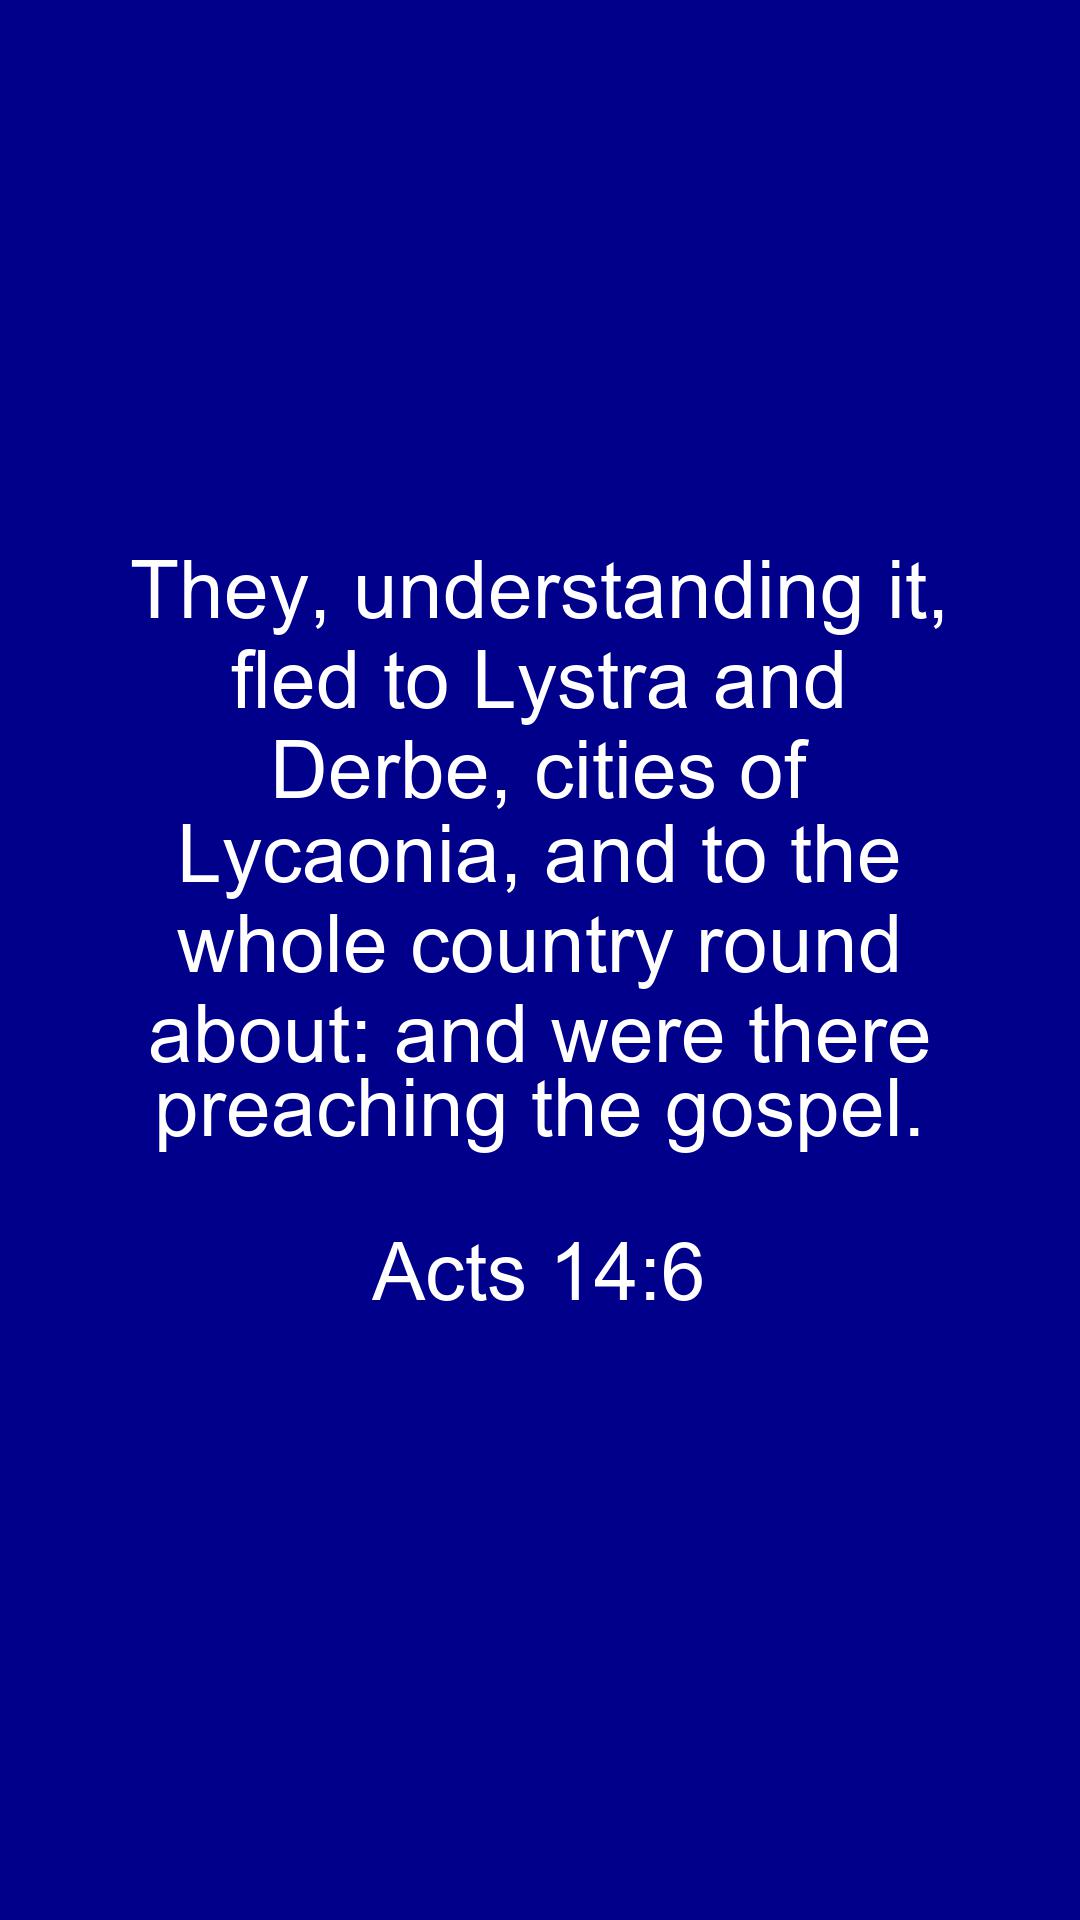 They, understanding it,
fled to Lystra and
Derbe, cities of
Lycaonia, and to the
whole country round
about: and were there
preaching the gospel.
Acts 14:6